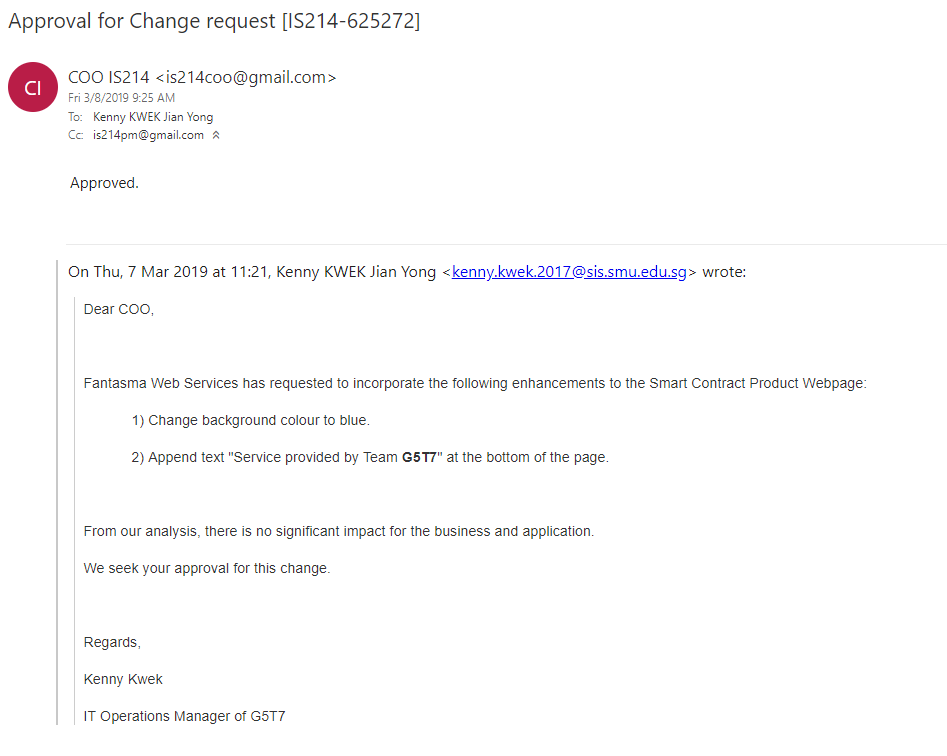 Approval for Change request [IS214-625272]
CI
COO IS214 <is214coo@gmail.com>
Fri 3/8/2019 9:25 AM
To: Kenny KWEK Jian Yong
Cc: is214pm@gmail.com
Approved.
On Thu, 7 Mar 2019 at 11:21, Kenny KWEK Jian Yong <kenny.kwek.2017@sis.smu.edu.sg> wrote:
Dear COO,
Fantasma Web Services has requested to incorporate the following enhancements to the Smart Contract Product Webpage:
1) Change background colour to blue.
2) Append text "Service provided by Team G5T7" at the bottom of the page.
From our analysis, there is no significant impact for the business and application.
We seek your approval for this change.
Regards,
Kenny Kwek
IT Operations Manager of G5T7